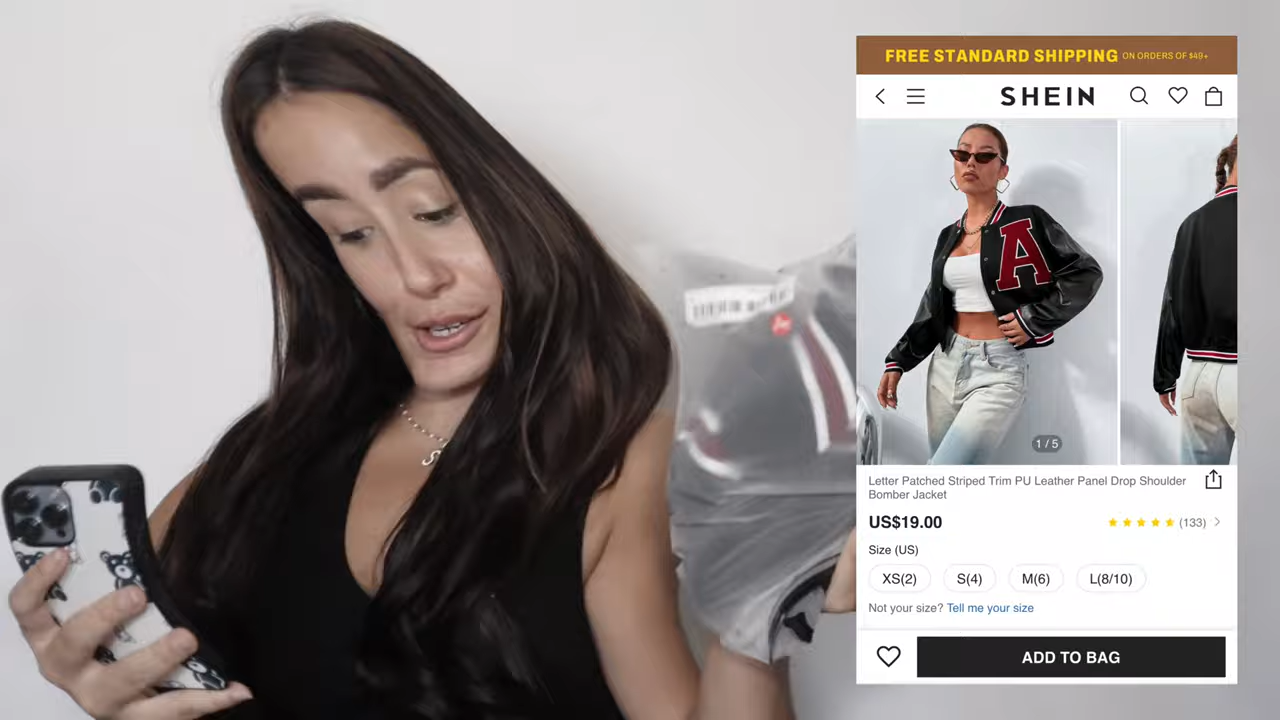 FREE STANDARD SHIPPING ON ORDERS OF $49+
SHEIN
A
1 / 5
Letter Patched Striped Trim PU Leather Panel Drop Shoulder
Bomber Jacket
US$19.00
(133)
Size (US)
XS(2) S(4) M(6) L(8/10)
Not your size? Tell me your size
ADD TO BAG
S